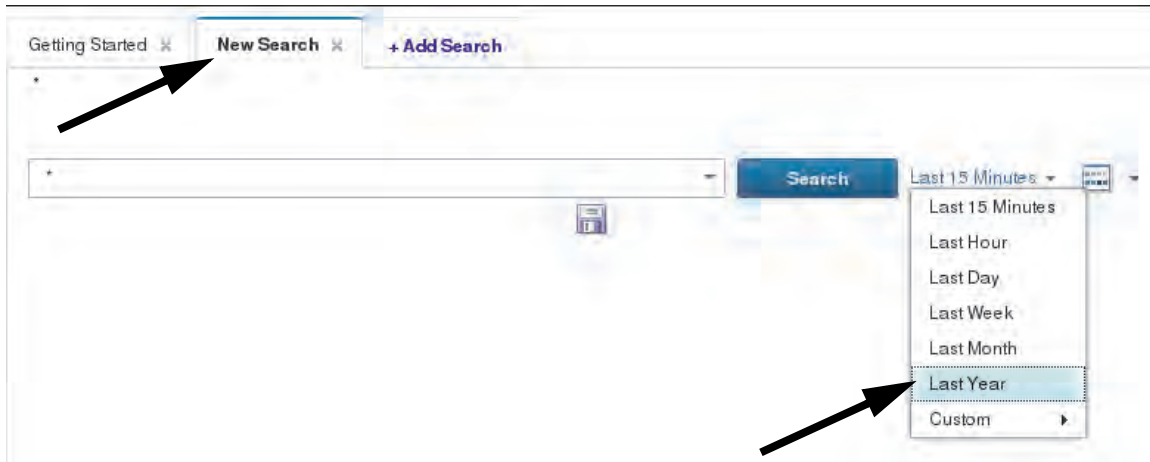 Getting Started New Search + Add Search
*
* Search Last 15 Minutes
Last 15 Minutes
Last Hour
Last Day
Last Week
Last Month
Last Year
Custom